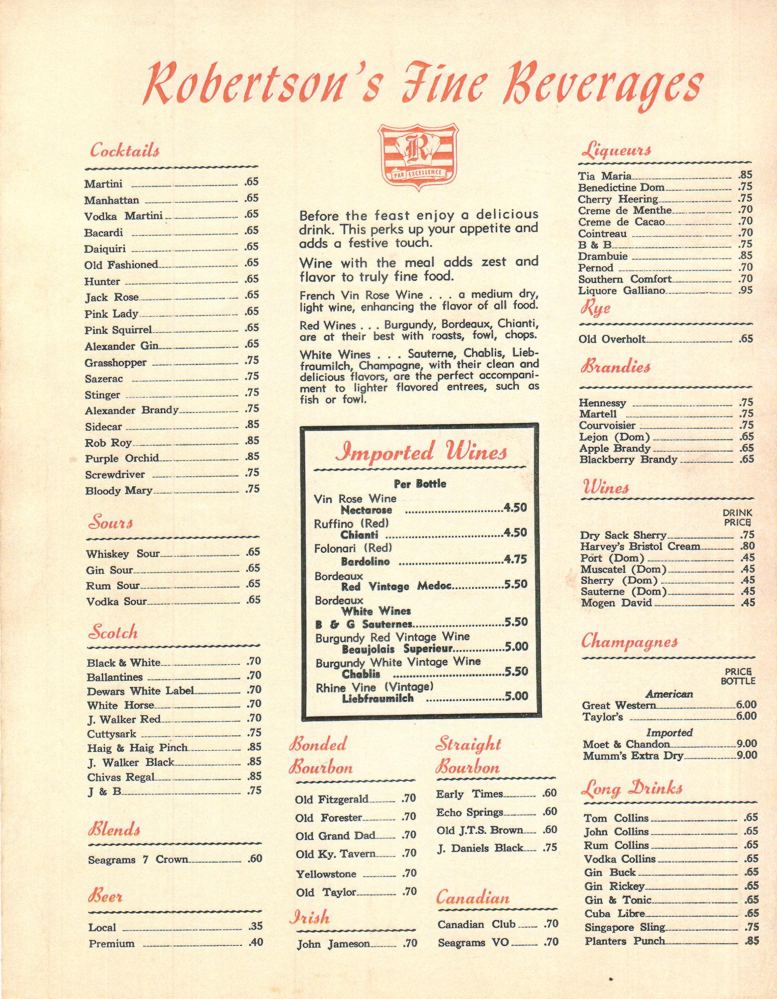 Robertson's Fine Beverages
Cocktails
Martini .65
Manhattan .65
Vodka Martini .65
Bacardi .65
Daiquiri .65
Old Fashioned .65
Hunter .65
Jack Rose .65
Pink Lady .65
Pink Squirrel .65
Alexander Gin .65
Grasshopper .75
Sazerac .75
Stinger .75
Alexander Brandy .75
Sidecar .85
Rob Roy .85
Purple Orchid .85
Screwdriver .75
Bloody Mary .75
Sours
Whiskey Sour .65
Gin Sour .65
Rum Sour .65
Vodka Sour .65
Scotch
Black & White .70
Ballantines .70
Dewars White Label .70
White Horse .70
J. Walker Red .70
Cuttysark .75
Haig & Haig Pinch .85
J. Walker Black .85
Chivas Regal .85
J & B .75
Blends
Seagrams 7 Crown .60
Beer
Local .35
Premium .40
R
PAR EXCELLENCE
Before the feast enjoy a delicious
drink. This perks up your appetite and
adds a festive touch.
Wine with the meal adds zest and
flavor to truly fine food.
French Vin Rose Wine . . . a medium dry,
light wine, enhancing the flavor of all food.
Red Wines . . . Burgundy, Bordeaux, Chianti,
are at their best with roasts, fowl, chops.
White Wines . . . Sauterne, Chablis, Lieb-
fraumilch, Champagne, with their clean and
delicious flavors, are the perfect accompani-
ment to lighter flavored entrees, such as
fish or fowl.
Imported Wines
Per Bottle
Vin Rose Wine
Nectarose 4.50
Ruffino (Red)
Chianti 4.50
Folonari (Red)
Bardolino 4.75
Bordeaux
Red Vintage Medoc 5.50
Bordeaux
White Wines
B & G Sauternes 5.50
Burgundy Red Vintage Wine
Beaujolais Superieur 5.00
Burgundy White Vintage Wine
Chablis 5.50
Rhine Vine (Vintage)
Liebfraumilch 5.00
Bonded
Bourbon
Old Fitzgerald .70
Old Forester .70
Old Grand Dad .70
Old Ky. Tavern .70
Yellowstone .70
Old Taylor .70
Irish
John Jameson .70
Straight
Bourbon
Early Times .60
Echo Springs .60
Old J.T.S. Brown .60
J. Daniels Black .75
Canadian
Canadian Club .70
Seagrams VO .70
Liqueurs
Tia Maria .85
Benedictine Dom .75
Cherry Heering .75
Creme de Menthe .70
Creme de Cacao .70
Cointreau .70
B & B .75
Drambuie .85
Pernod .70
Southern Comfort .70
Liquore Galliano .95
Rye
Old Overholt .65
Brandies
Hennessy .75
Martell .75
Courvoisier .75
Lejon (Dom) .65
Apple Brandy .65
Blackberry Brandy .65
Wines
DRINK
PRICE
Dry Sack Sherry .75
Harvey's Bristol Cream .80
Port (Dom) .45
Muscatel (Dom) .45
Sherry (Dom) .45
Sauterne (Dom) .45
Mogen David .45
Champagnes
PRICE
BOTTLE
American
Great Western 6.00
Taylor's 6.00
Imported
Moet & Chandon 9.00
Mumm's Extra Dry 9.00
Long Drinks
Tom Collins .65
John Collins .65
Rum Collins .65
Vodka Collins .65
Gin Buck .65
Gin Rickey .65
Gin & Tonic .65
Cuba Libre .65
Singapore Sling .75
Planters Punch .85